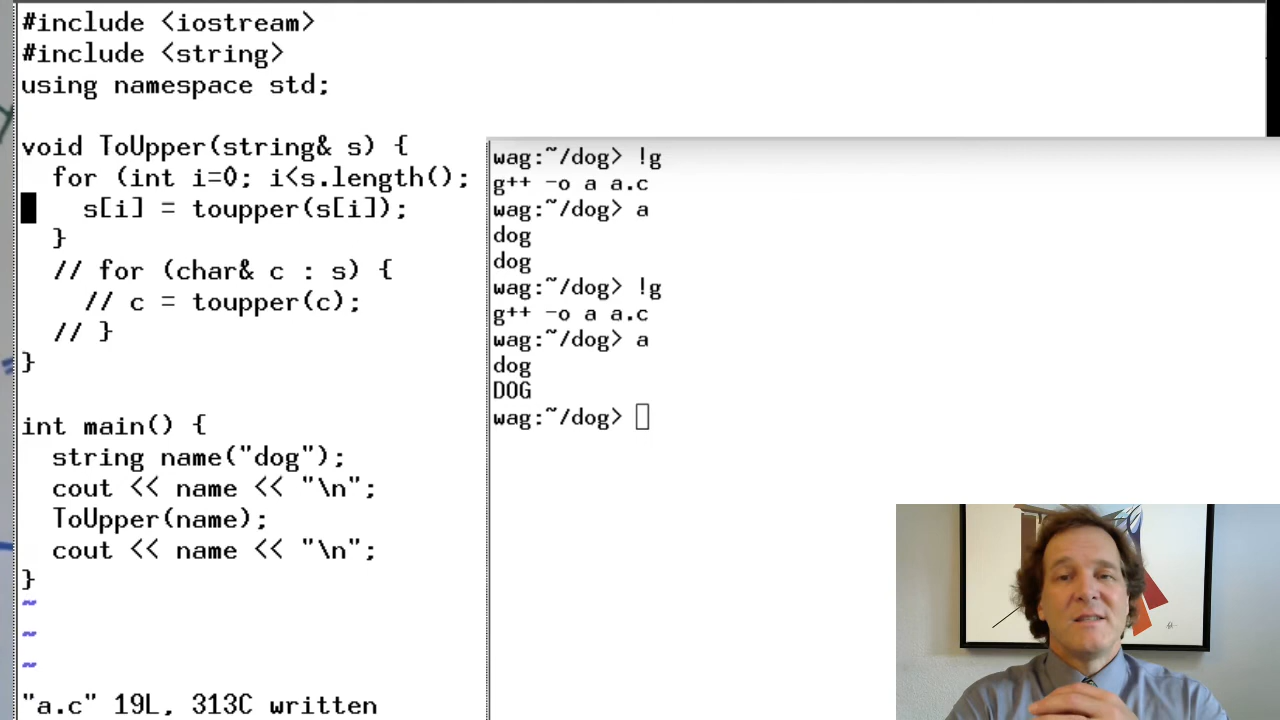 #include <iostream>
#include <string>
using namespace std;
void ToUpper(string& s) {
  for (int i=0; i<s.length();
    s[i] = toupper(s[i]);
  }
  // for (char& c : s) {
    // c = toupper(c);
  // }
}
int main() {
  string name("dog");
  cout << name << "\n";
  ToUpper(name);
  cout << name << "\n";
}
~
~
~
"a.c" 19L, 313C written
wag:~/dog> !g
g++ -o a a.c
wag:~/dog> a
dog
dog
wag:~/dog> !g
g++ -o a a.c
wag:~/dog> a
dog
DOG
wag:~/dog>